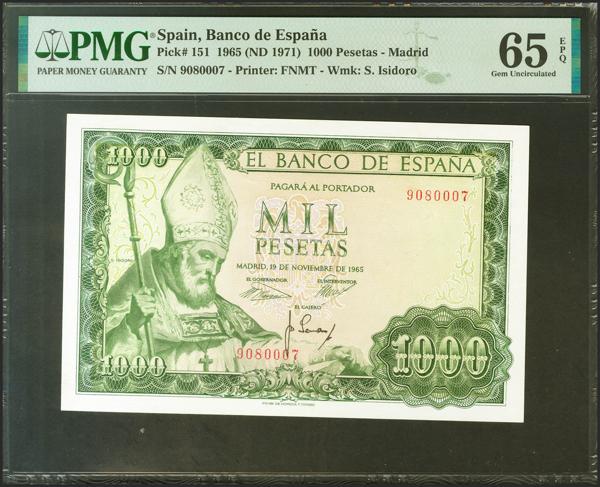 PMG
PAPER MONEY GUARANTY
Spain, Banco de España
Pick# 151 1965 (ND 1971) 1000 Pesetas - Madrid
S/N 9080007 - Printer: FNMT - Wmk: S. Isidoro
65 EPQ
Gem Uncirculated
1000
EL BANCO DE ESPAÑA
PAGARÁ AL PORTADOR
9080007
MIL
PESETAS
S. ISIDORO
MADRID, 19 DE NOVIEMBRE DE 1965
EL GOBERNADOR
EL INTERVENTOR
EL CAJERO
9080007
1000
1000